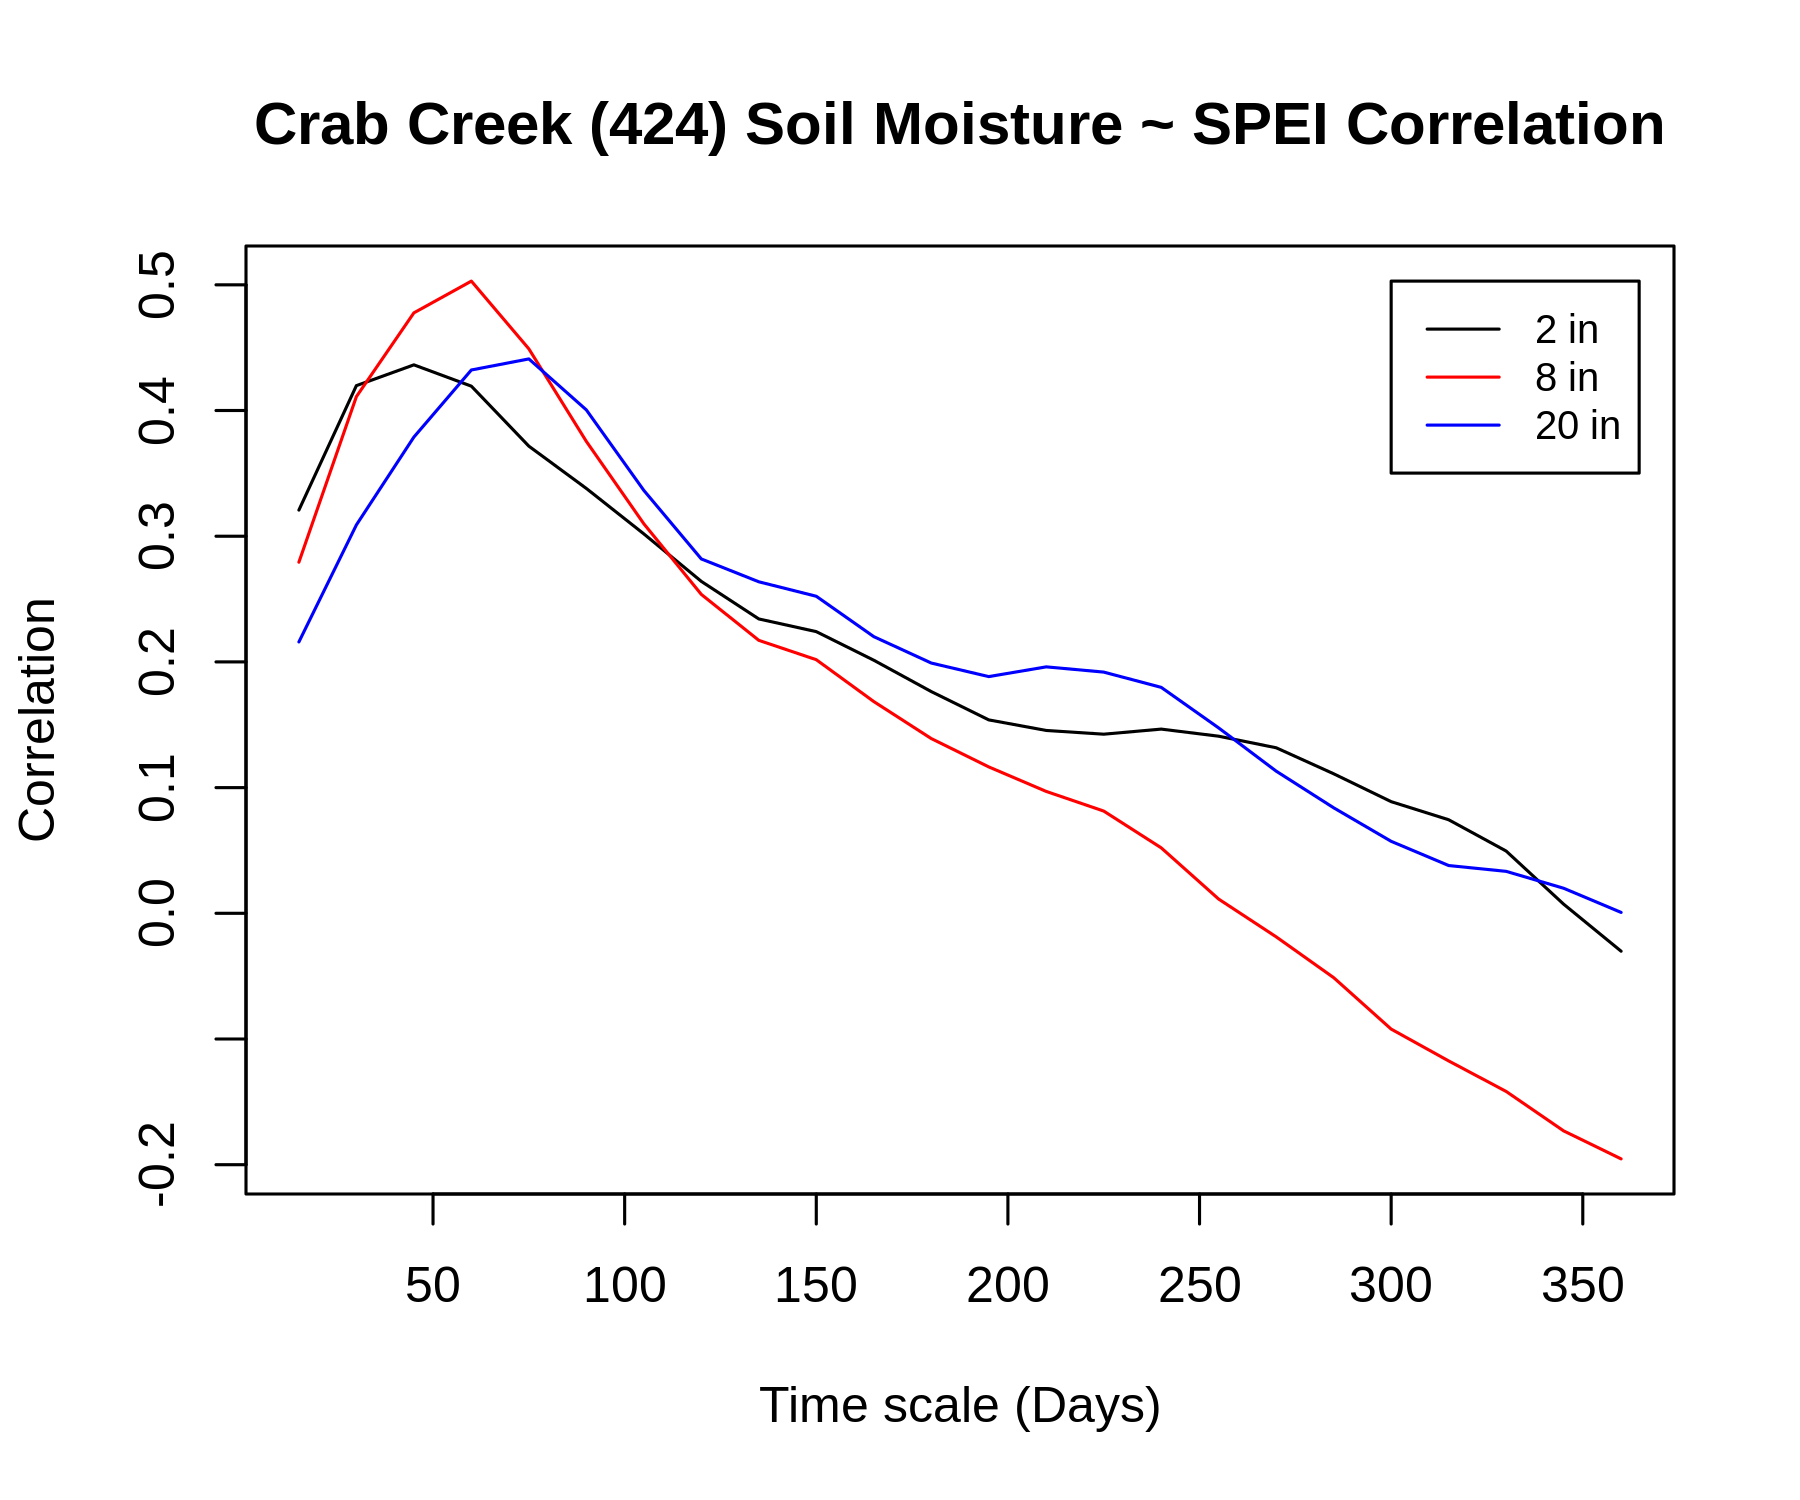 Crab Creek (424) Soil Moisture ~ SPEI Correlation
0.5
0.4
0.3
0.2
0.1
0.0
-0.2
Correlation
2 in
8 in
20 in
50 100 150 200 250 300 350
Time scale (Days)